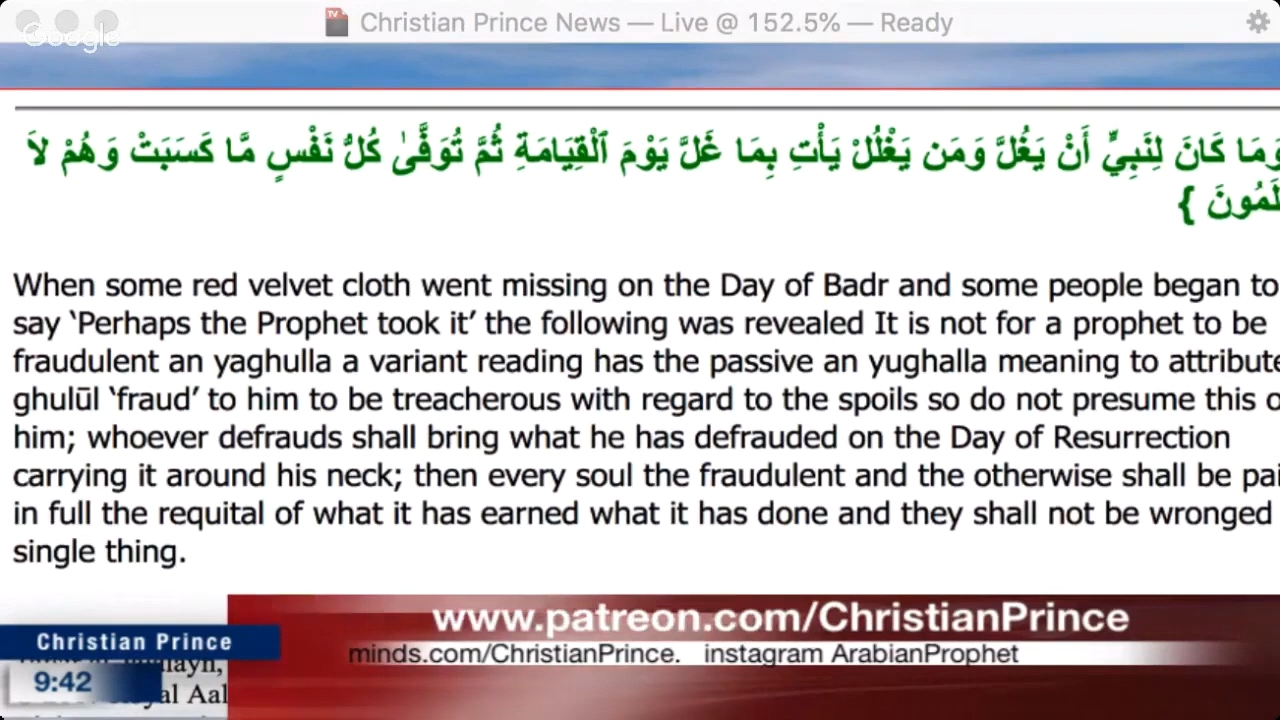 Google
Christian Prince News — Live @ 152.5% — Ready
وَمَا كَانَ لِنَبِيٍّ أَنْ يَغُلَّ وَمَن يَغْلُلْ يَأْتِ بِمَا غَلَّ يَوْمَ ٱلْقِيَامَةِ ثُمَّ تُوَفَّىٰ كُلُّ نَفْسٍ مَّا كَسَبَتْ وَهُمْ لاَ
لَمُونَ }
When some red velvet cloth went missing on the Day of Badr and some people began to
say ‘Perhaps the Prophet took it’ the following was revealed It is not for a prophet to be
fraudulent an yaghulla a variant reading has the passive an yughalla meaning to attribute
ghulūl ‘fraud’ to him to be treacherous with regard to the spoils so do not presume this o
him; whoever defrauds shall bring what he has defrauded on the Day of Resurrection
carrying it around his neck; then every soul the fraudulent and the otherwise shall be pai
in full the requital of what it has earned what it has done and they shall not be wronged
single thing.
www.patreon.com/ChristianPrince
Christian Prince
minds.com/ChristianPrince. instagram ArabianProphet
9:42
al Aal